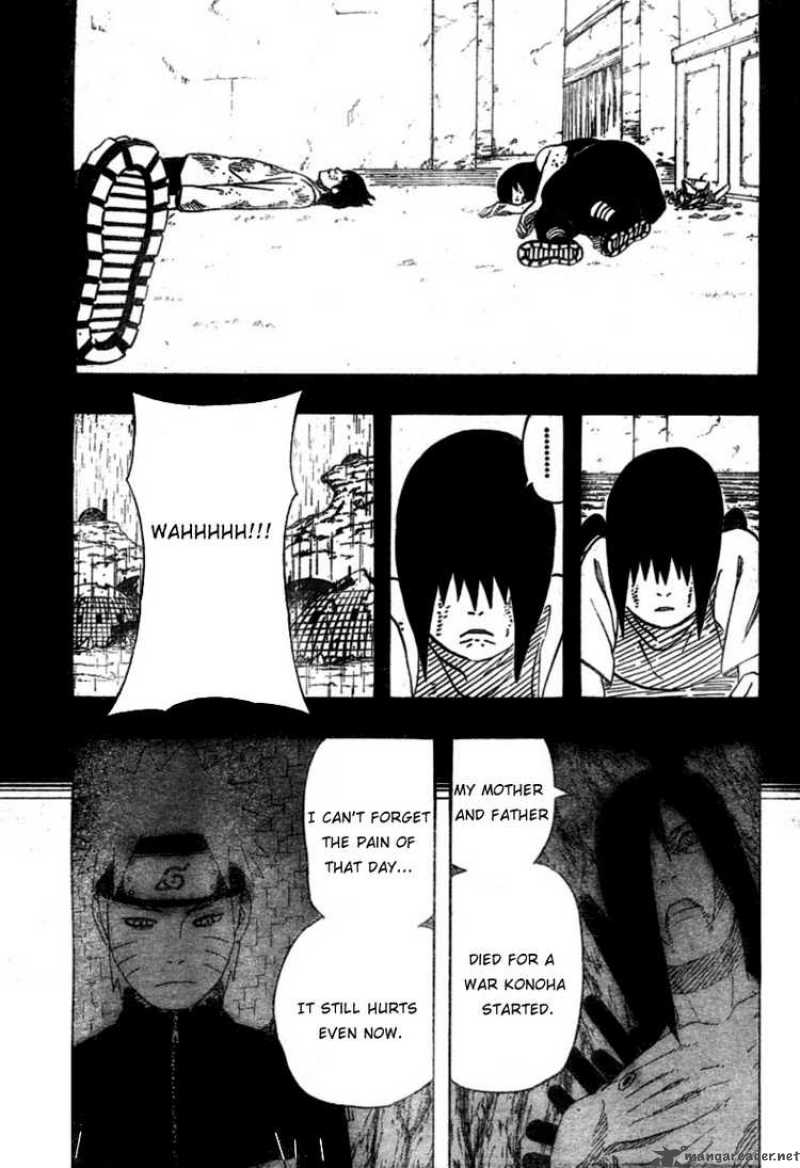 .........
WAHHHHH!!!
MY MOTHER
AND FATHER
DIED FOR A
WAR KONOHA
STARTED.
I CAN'T FORGET
THE PAIN OF
THAT DAY...
IT STILL HURTS
EVEN NOW.
mangareader.net